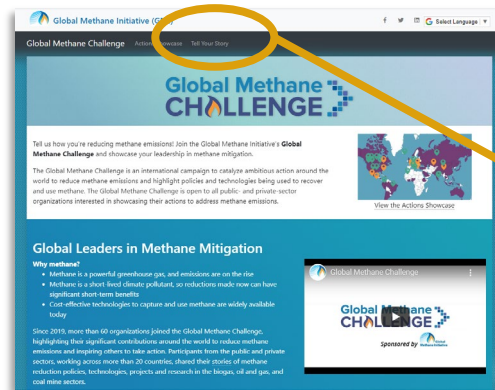 Global Methane Initiative (GMI)
Select Language
Global Methane Challenge Actions Showcase Tell Your Story
Global Methane
CHALLENGE
Tell us how you're reducing methane emissions! Join the Global Methane Initiative's Global
Methane Challenge and showcase your leadership in methane mitigation.
The Global Methane Challenge is an international campaign to catalyze ambitious action around the
world to reduce methane emissions and highlight policies and technologies being used to recover
and use methane. The Global Methane Challenge is open to all public- and private-sector
organizations interested in showcasing their actions to address methane emissions.
View the Actions Showcase
Global Leaders in Methane Mitigation
Why methane?
• Methane is a powerful greenhouse gas, and emissions are on the rise
• Methane is a short-lived climate pollutant, so reductions made now can have
significant short-term benefits
• Cost-effective technologies to capture and use methane are widely available
today
Since 2019, more than 60 organizations joined the Global Methane Challenge,
highlighting their significant contributions around the world to reduce methane
emissions and inspiring others to take action. Participants from the public and private
sectors, working across more than 20 countries, shared their stories of methane
reduction policies, technologies, projects and research in the biogas, oil and gas, and
coal mine sectors.
Global Methane Challenge
Global Methane
CHALLENGE
Sponsored by Global Methane Initiative